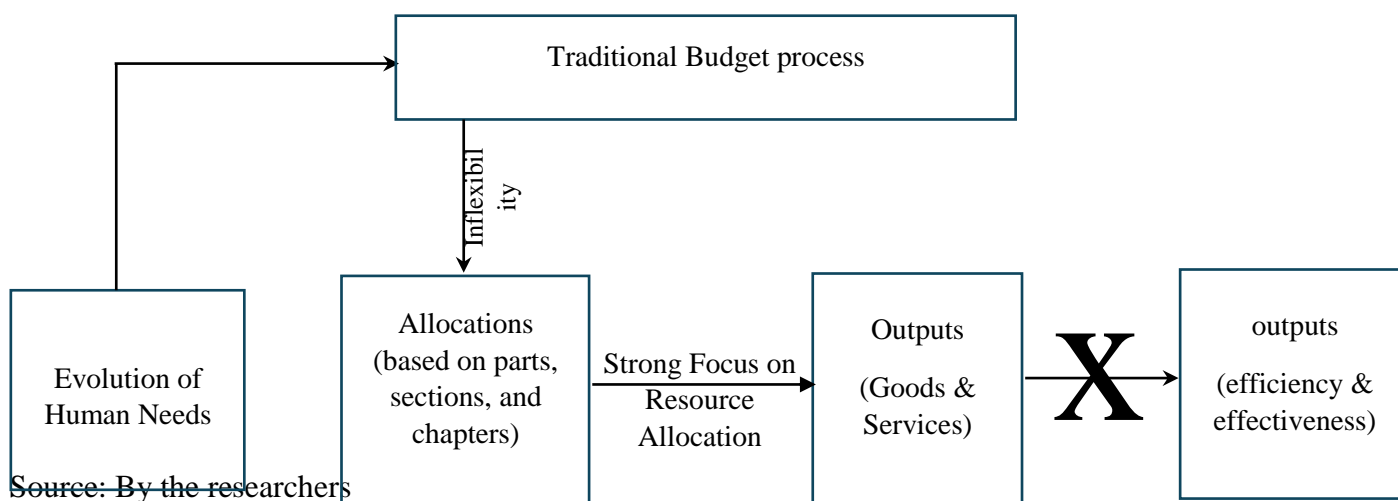 Traditional Budget process
Inflexibil
ity
Evolution of
Human Needs
Allocations
(based on parts,
sections, and
chapters)
Strong Focus on
Resource
Allocation
Outputs
(Goods &
Services)
X
outputs
(efficiency &
effectiveness)
Source: By the researchers